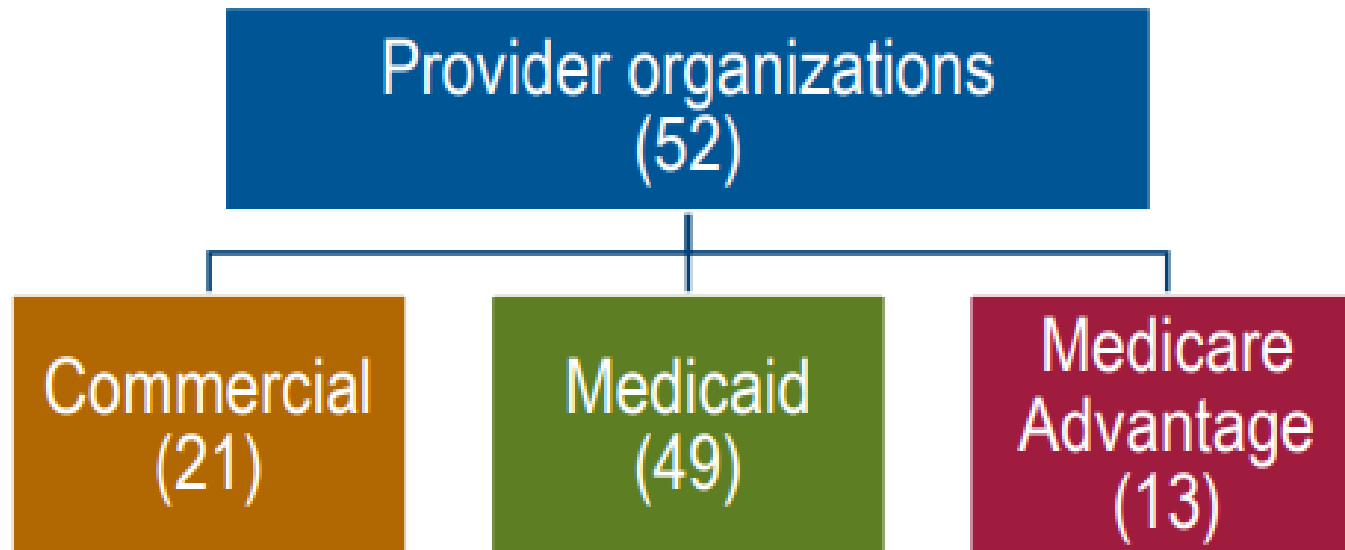 Provider organizations
(52)
Commercial
(21)
Medicaid
(49)
Medicare
Advantage
(13)